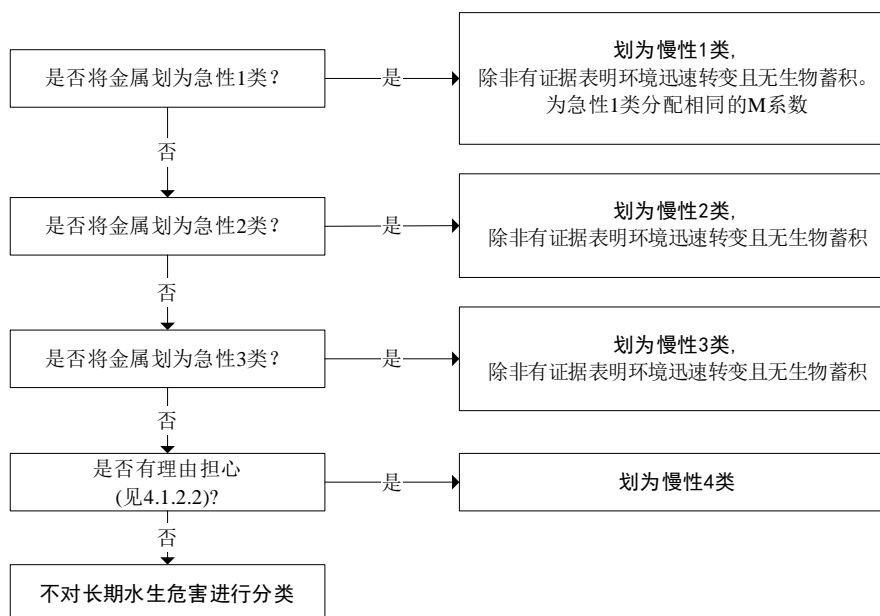 是否将金属划为急性1类?
是
划为慢性1类,
除非有证据表明环境迅速转变且无生物蓄积。
为急性1类分配相同的M系数
否
是否将金属划为急性2类?
是
划为慢性2类,
除非有证据表明环境迅速转变且无生物蓄积
否
是否将金属划为急性3类?
是
划为慢性3类,
除非有证据表明环境迅速转变且无生物蓄积
否
是否有理由担心
(见4.1.2.2)?
是
划为慢性4类
否
不对长期水生危害进行分类